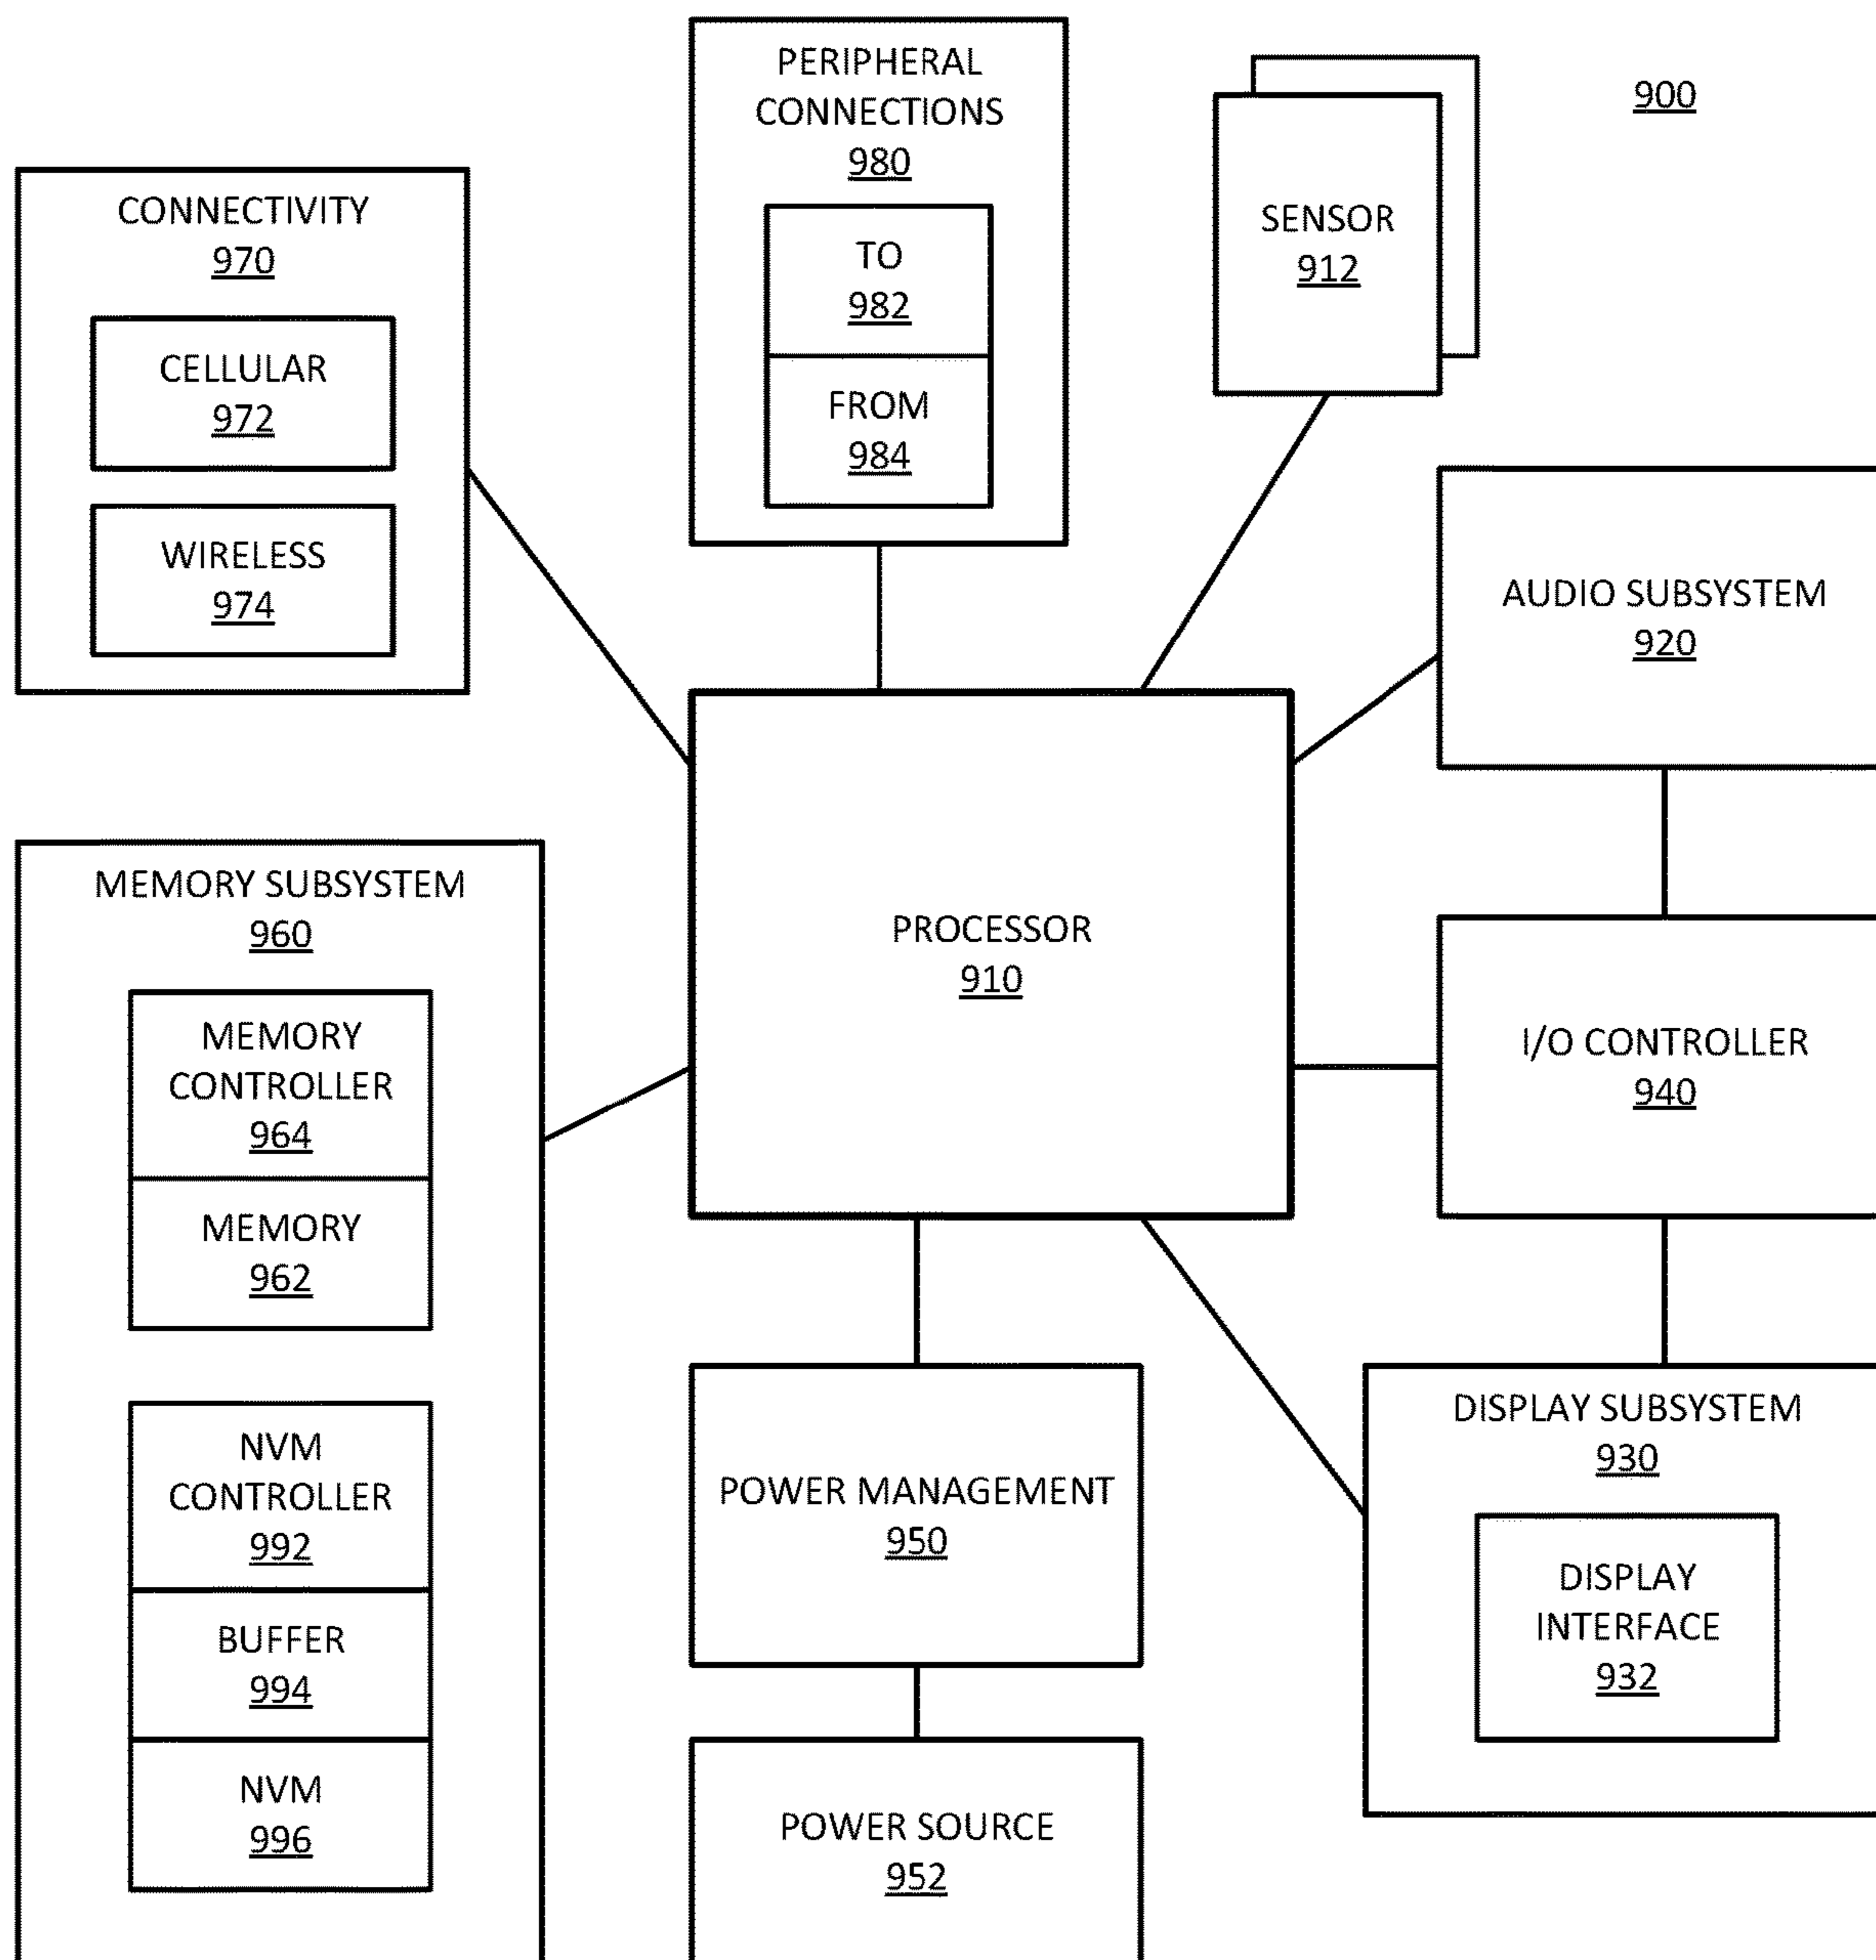 PERIPHERAL
CONNECTIONS
980
TO
982
FROM
984
SENSOR
912
900
CONNECTIVITY
970
CELLULAR
972
WIRELESS
974
AUDIO SUBSYSTEM
920
MEMORY SUBSYSTEM
960
MEMORY
CONTROLLER
964
MEMORY
962
NVM
CONTROLLER
992
BUFFER
994
NVM
996
PROCESSOR
910
I/O CONTROLLER
940
POWER MANAGEMENT
950
POWER SOURCE
952
DISPLAY SUBSYSTEM
930
DISPLAY
INTERFACE
932